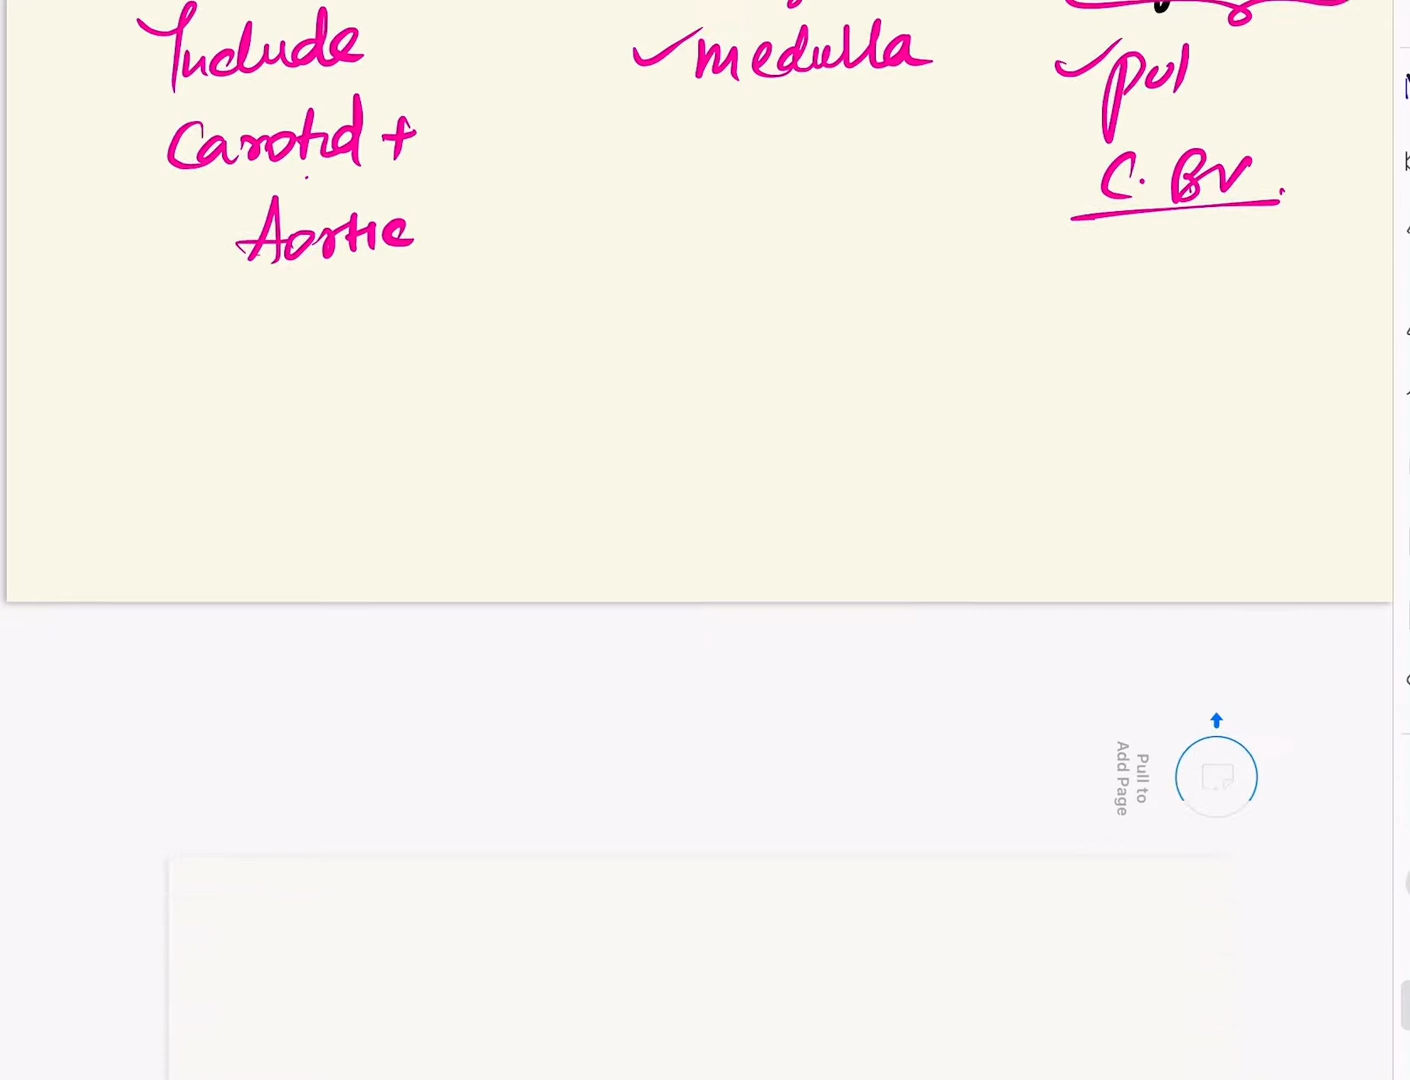 Include
Carotid +
Aortic
✓ medulla
✓ pul
C. BV.
Pull to
Add Page